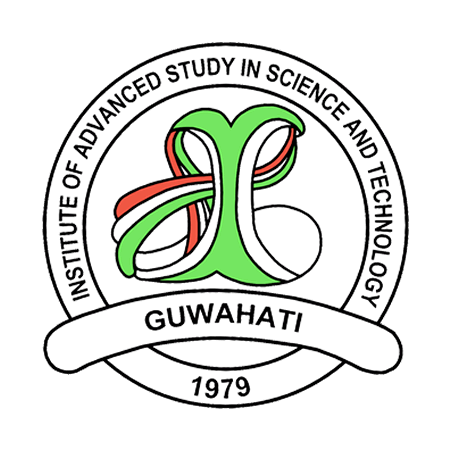 INSTITUTE OF ADVANCED STUDY IN SCIENCE AND TECHNOLOGY
GUWAHATI
1979